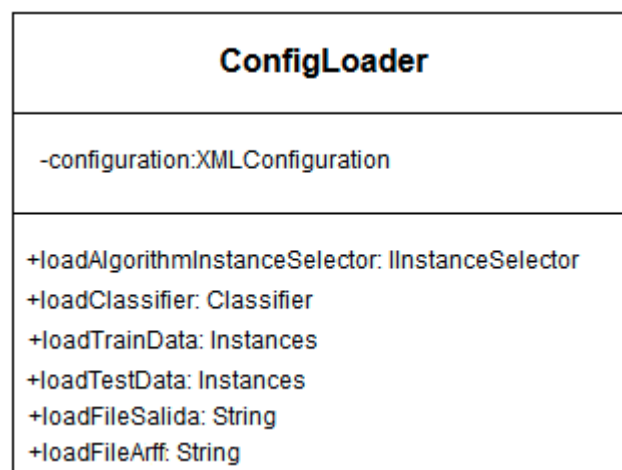 ConfigLoader
-configuration:XMLConfiguration
+loadAlgorithmInstanceSelector: IInstanceSelector
+loadClassifier: Classifier
+loadTrainData: Instances
+loadTestData: Instances
+loadFileSalida: String
+loadFileArff: String